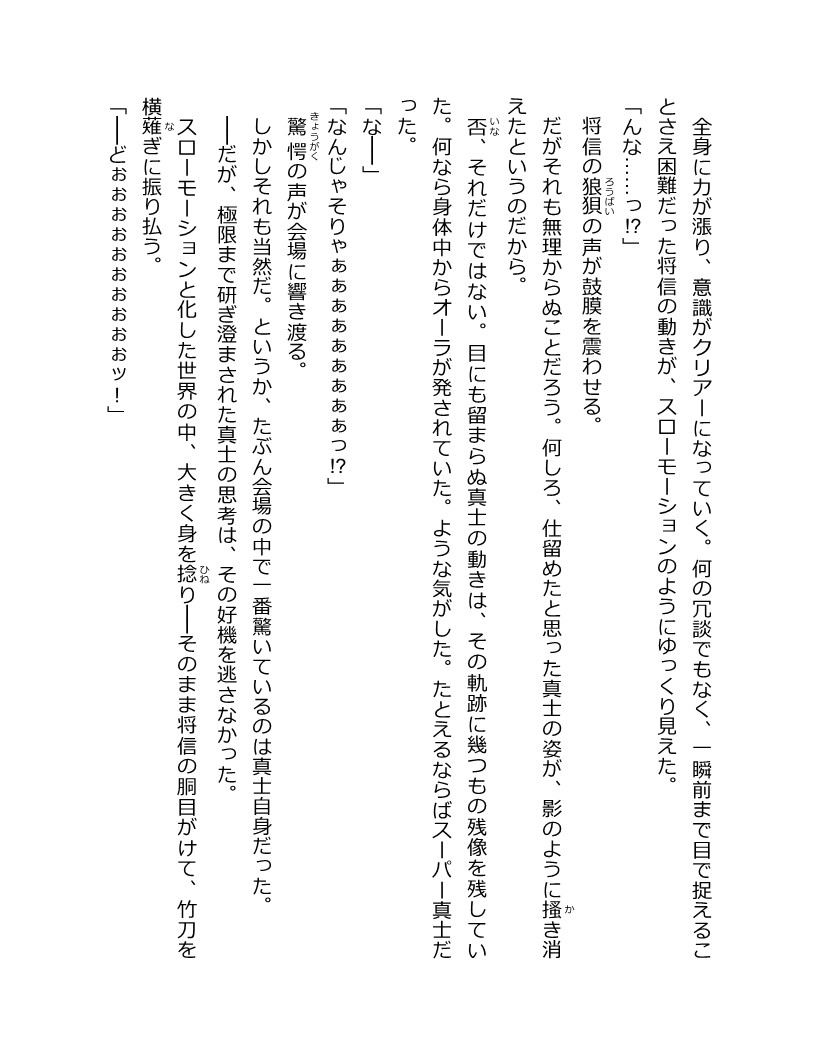 全身に力が漲り、意識がクリアーになっていく。何の冗談でもなく、一瞬前まで目で捉えるこ
とさえ困難だった将信の動きが、スローモーションのようにゆっくり見えた。
「んな……っ!?」
将信の狼狽の声が鼓膜を震わせる。
だがそれも無理からぬことだろう。何しろ、仕留めたと思った真士の姿が、影のように掻き消
えたというのだから。
否、それだけではない。目にも留まらぬ真士の動きは、その軌跡に幾つもの残像を残してい
た。何なら身体中からオーラが発されていた。ような気がした。たとえるならばスーパー真士だ
った。
「な――」
「なんじゃそりゃぁぁぁぁぁぁぁぁぁっ!?」
驚愕の声が会場に響き渡る。
しかしそれも当然だ。というか、たぶん会場の中で一番驚いているのは真士自身だった。
――だが、極限まで研ぎ澄まされた真士の思考は、その好機を逃さなかった。
スローモーションと化した世界の中、大きく身を捻り――そのまま将信の胴目がけて、竹刀を
横薙ぎに振り払う。
「――どぉぉぉぉぉぉぉぉぉッ！」